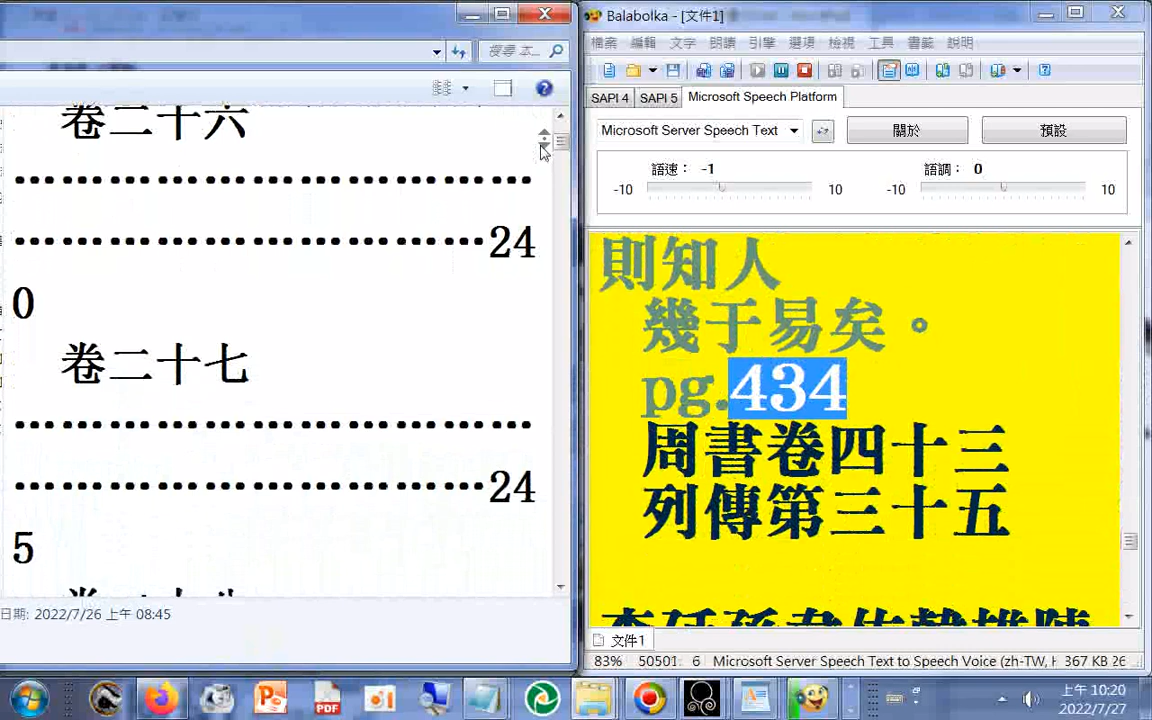 搜尋 本...
卷二十六
………………………………
……………………………24
0
卷二十七
………………………………
……………………………24
5
日期: 2022/7/26 上午 08:45
Balabolka - [文件1]
檔案 編輯 文字 朗讀 引擎 選項 檢視 工具 書籤 說明
SAPI 4 SAPI 5 Microsoft Speech Platform
Microsoft Server Speech Text 關於 預設
語速： -1 語調： 0
-10 10 -10 10
則知人
幾于易矣。
pg.434
周書卷四十三
列傳第三十五
文件1
83% 50501: 6 Microsoft Server Speech Text to Speech Voice (zh-TW, H 367 KB 26
上午 10:20
2022/7/27